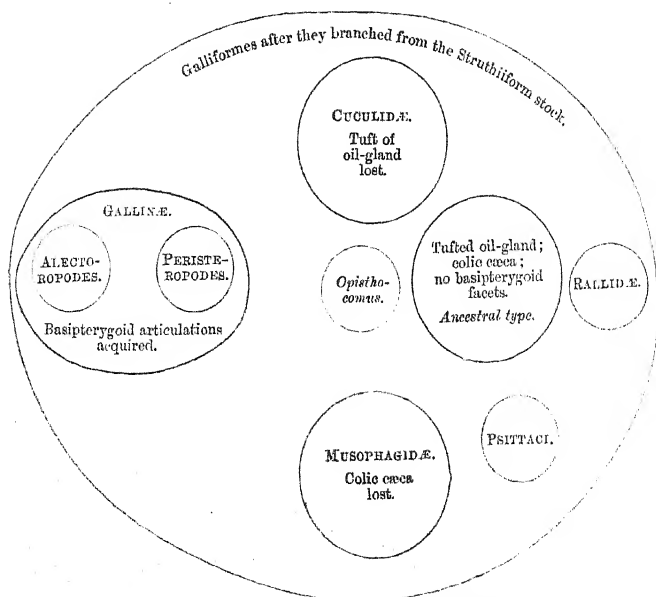 Galliformes after they branched from the Struthiiform stock.
CUCULIDÆ.
Tuft of
oil-gland
lost.
GALLINÆ.
ALECTO-
ROPODES.
PERISTE-
ROPODES.
Basipterygoid articulations
acquired.
Opistho-
comus.
Tufted oil-gland;
colic cæca;
no basipterygoid
facets.
Ancestral type.
RALLIDÆ.
MUSOPHAGIDÆ.
Colic cæca
lost.
PSITTACI.